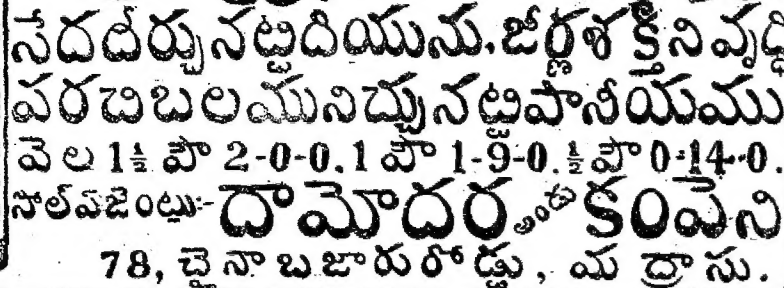 సేదదీర్చునట్టిదియును. జీర్ణశక్తినివృద్ధి
పరచిబలమునిచ్చునట్టిపానీయము
వెల 1½ పౌ 2-0-0. 1 పౌ 1-9-0. ½ పౌ 0-14-0.
సోల్ ఏజెంట్లు:- దామోదర అండు కంపెని
78, చైనాబజారురోడ్డు, మద్రాసు.